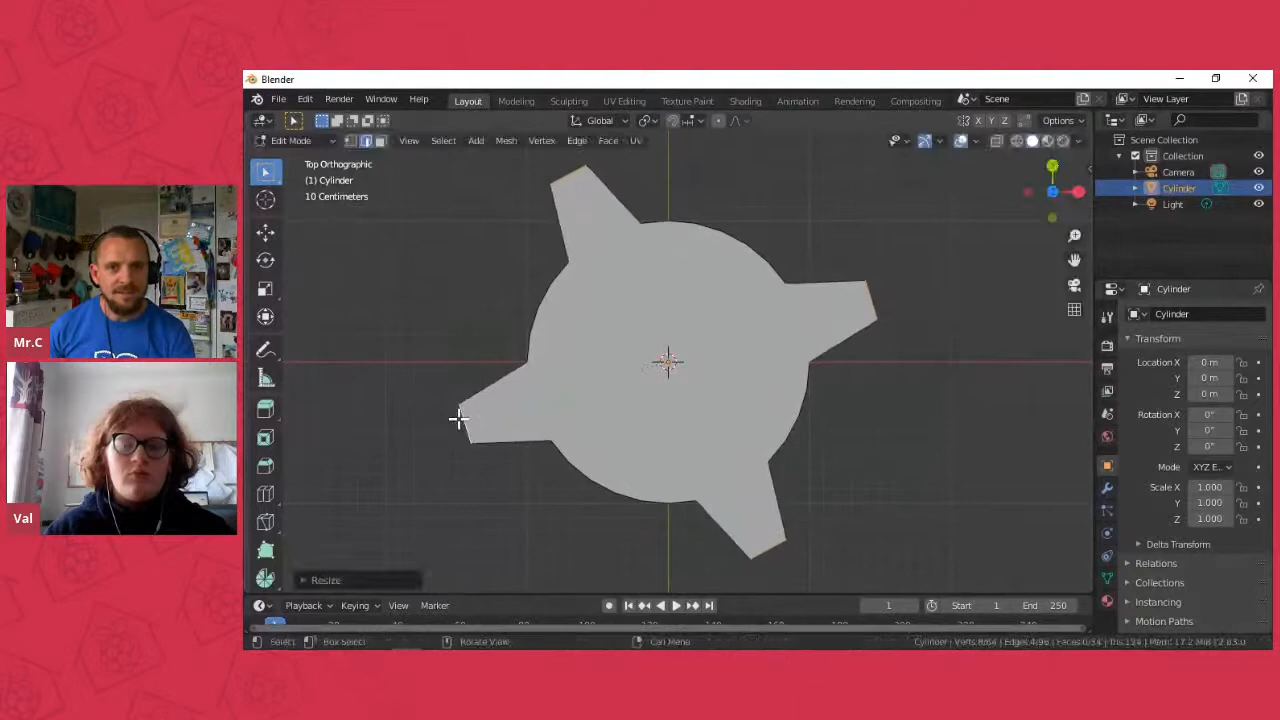 Blender
File Edit Render Window Help Layout Modeling Sculpting UV Editing Texture Paint Shading Animation Rendering Compositing Scene View Layer
Global X Y Z Options
Edit Mode View Select Add Mesh Vertex Edge Face UV
Scene Collection
Collection
Camera
Cylinder
Light
Top Orthographic
(1) Cylinder
10 Centimeters
Cylinder
Cylinder
Transform
Location X 0 m
Y 0 m
Z 0 m
Rotation X 0°
Y 0°
Z 0°
Mode XYZ E..
Scale X 1.000
Y 1.000
Z 1.000
Delta Transform
Relations
Collections
Instancing
Motion Paths
Resize
Playback Keying View Marker 1 Start 1 End 250
Select Box Select Rotate View
Mr.C
Val